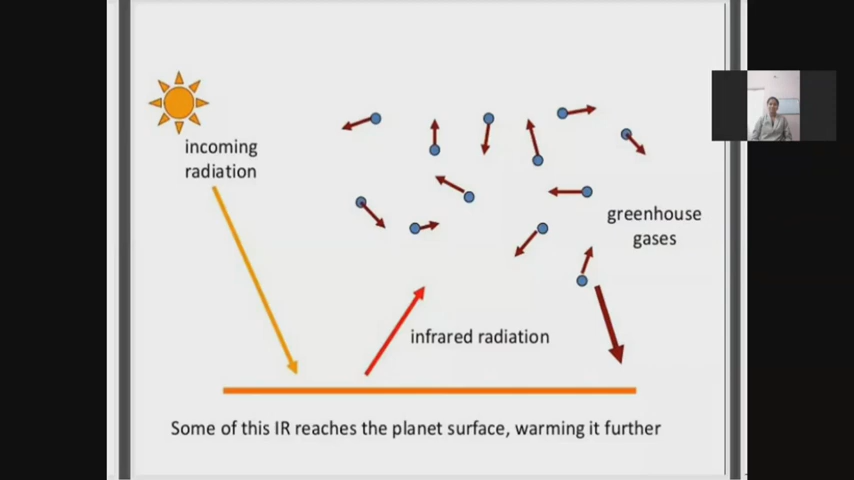 incoming
radiation
greenhouse
gases
infrared radiation
Some of this IR reaches the planet surface, warming it further